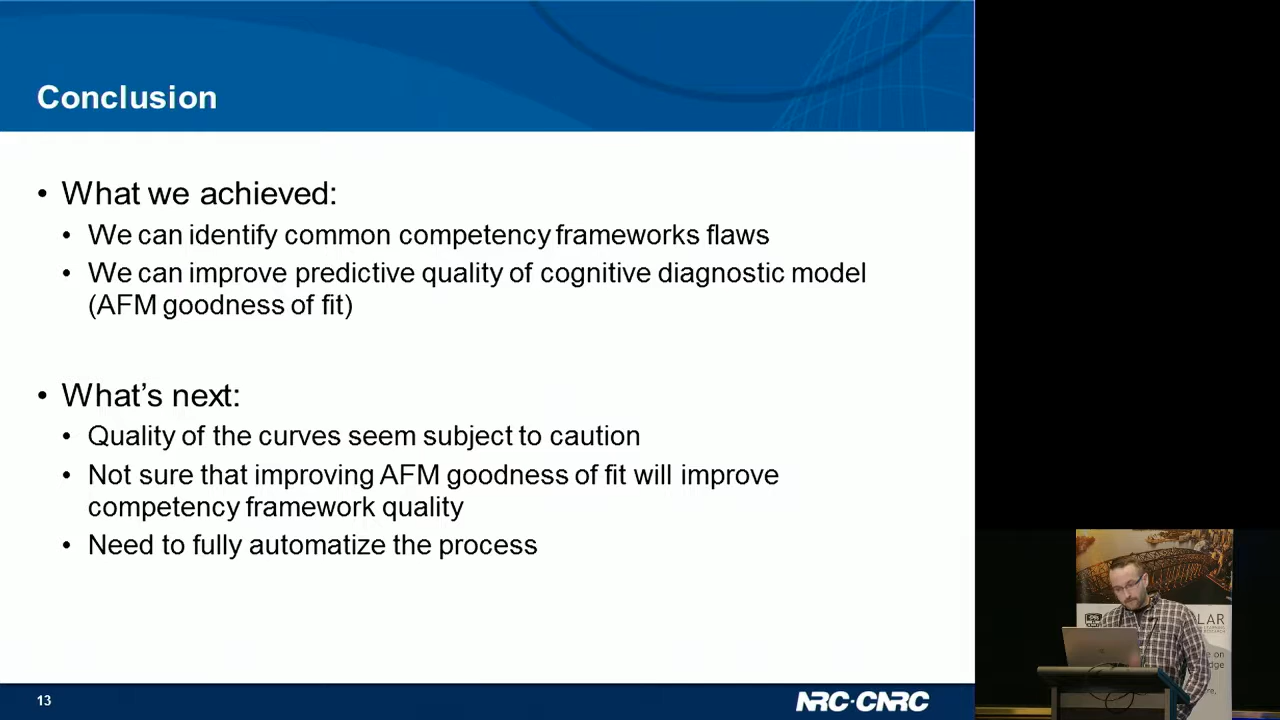 Conclusion
• What we achieved:
• We can identify common competency frameworks flaws
• We can improve predictive quality of cognitive diagnostic model
(AFM goodness of fit)
• What’s next:
• Quality of the curves seem subject to caution
• Not sure that improving AFM goodness of fit will improve
competency framework quality
• Need to fully automatize the process
13
NRC·CNRC
LAR